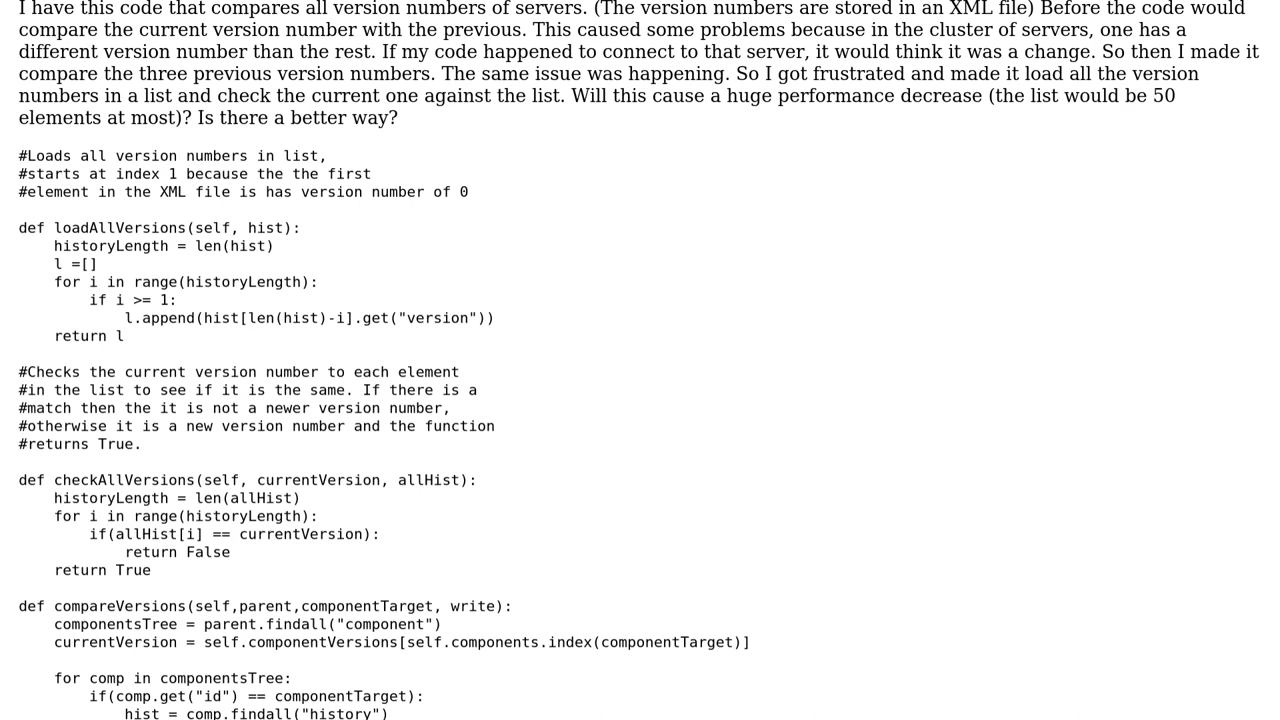 I have this code that compares all version numbers of servers. (The version numbers are stored in an XML file) Before the code would
compare the current version number with the previous. This caused some problems because in the cluster of servers, one has a
different version number than the rest. If my code happened to connect to that server, it would think it was a change. So then I made it
compare the three previous version numbers. The same issue was happening. So I got frustrated and made it load all the version
numbers in a list and check the current one against the list. Will this cause a huge performance decrease (the list would be 50
elements at most)? Is there a better way?

#Loads all version numbers in list,
#starts at index 1 because the the first
#element in the XML file is has version number of 0

def loadAllVersions(self, hist):
    historyLength = len(hist)
    l =[]
    for i in range(historyLength):
        if i >= 1:
            l.append(hist[len(hist)-i].get("version"))
    return l

#Checks the current version number to each element
#in the list to see if it is the same. If there is a
#match then the it is not a newer version number,
#otherwise it is a new version number and the function
#returns True.

def checkAllVersions(self, currentVersion, allHist):
    historyLength = len(allHist)
    for i in range(historyLength):
        if(allHist[i] == currentVersion):
            return False
    return True

def compareVersions(self,parent,componentTarget, write):
    componentsTree = parent.findall("component")
    currentVersion = self.componentVersions[self.components.index(componentTarget)]

    for comp in componentsTree:
        if(comp.get("id") == componentTarget):
            hist = comp.findall("history")